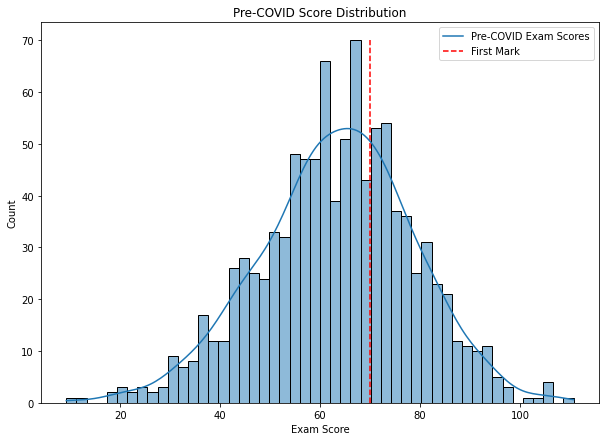 Pre-COVID Score Distribution
Pre-COVID Exam Scores
First Mark
Count
70
60
50
40
30
20
10
0
20
40
60
80
100
Exam Score